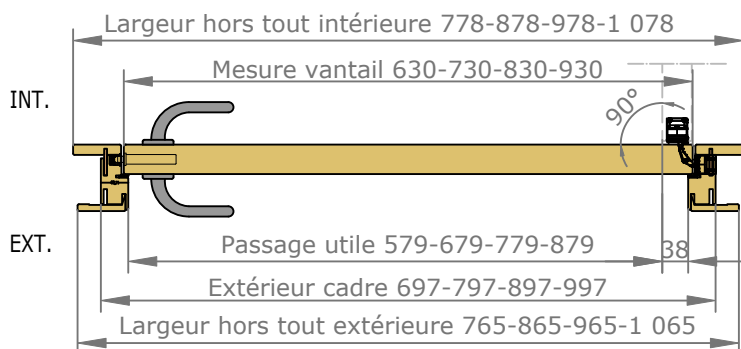 Largeur hors tout intérieure 778-878-978-1 078
Mesure vantail 630-730-830-930
INT.
90°
EXT.
Passage utile 579-679-779-879
38
Extérieur cadre 697-797-897-997
Largeur hors tout extérieure 765-865-965-1 065